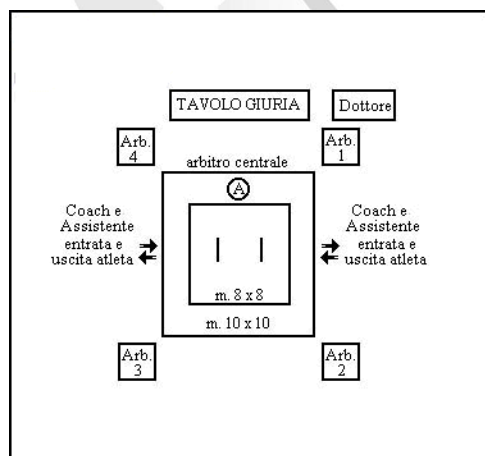 TAVOLO GIURIA
Dottore
Arb.
4
Arb.
1
arbitro centrale
A
Coach e
Assistente
entrata e
uscita atleta
Coach e
Assistente
entrata e
uscita atleta
m. 8 x 8
m. 10 x 10
Arb.
3
Arb.
2